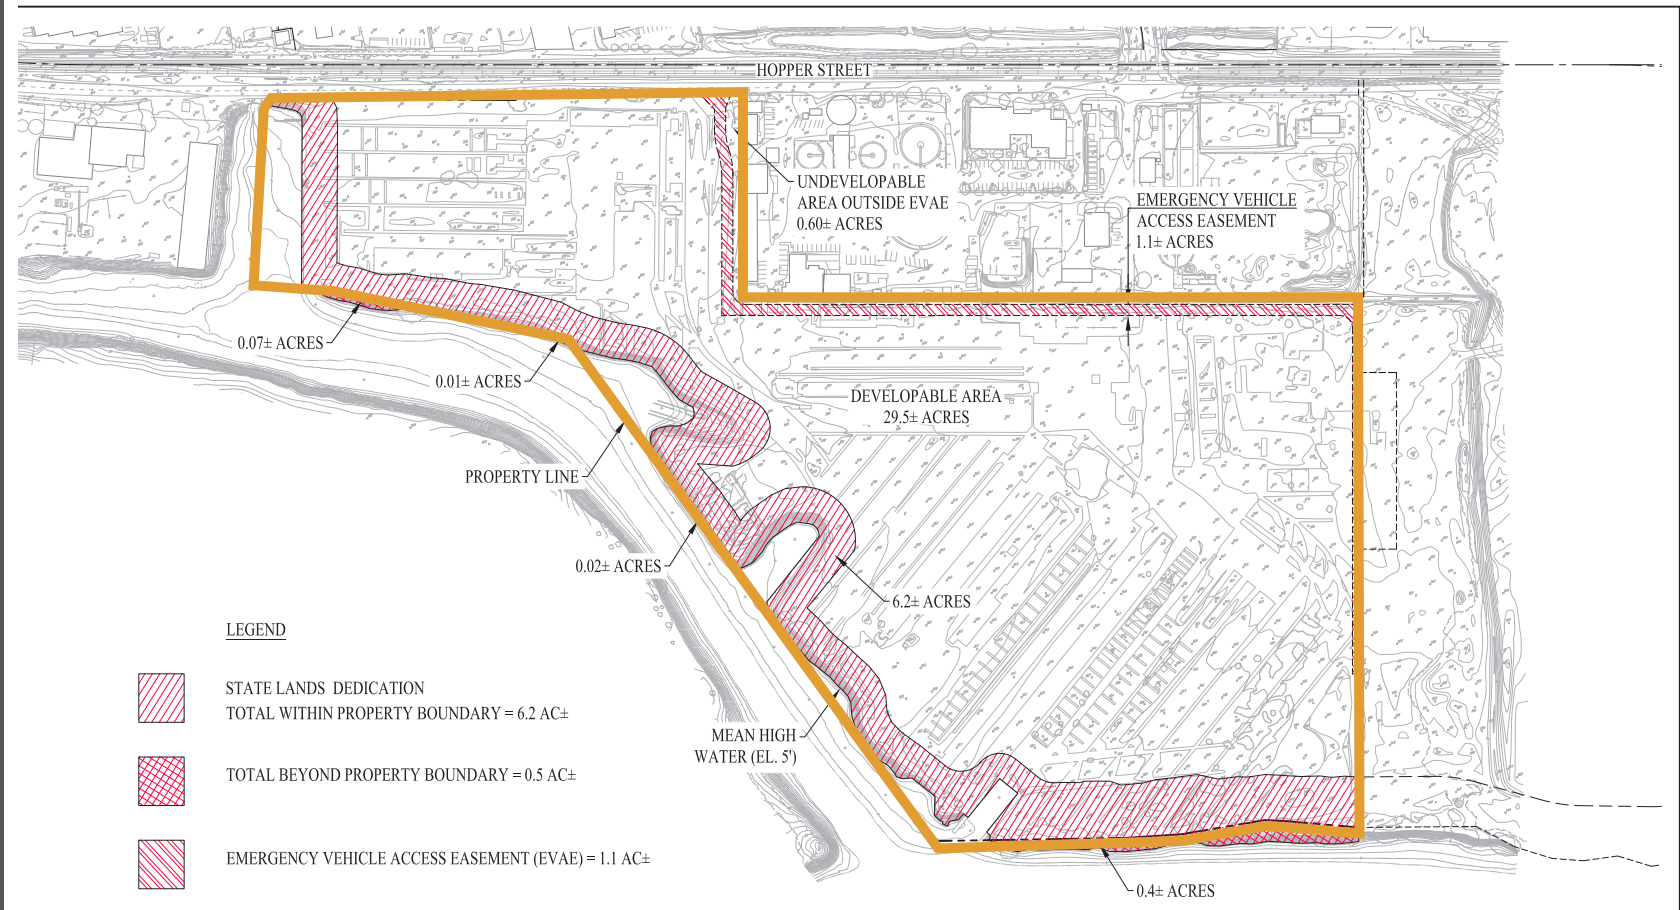 HOPPER STREET
UNDEVELOPABLE
AREA OUTSIDE EVAE
0.60± ACRES
EMERGENCY VEHICLE
ACCESS EASEMENT
1.1± ACRES
0.07± ACRES
0.01± ACRES
DEVELOPABLE AREA
29.5± ACRES
PROPERTY LINE
0.02± ACRES
6.2± ACRES
LEGEND
STATE LANDS DEDICATION
TOTAL WITHIN PROPERTY BOUNDARY = 6.2 AC±
MEAN HIGH
WATER (EL. 5')
TOTAL BEYOND PROPERTY BOUNDARY = 0.5 AC±
EMERGENCY VEHICLE ACCESS EASEMENT (EVAE) = 1.1 AC±
0.4± ACRES